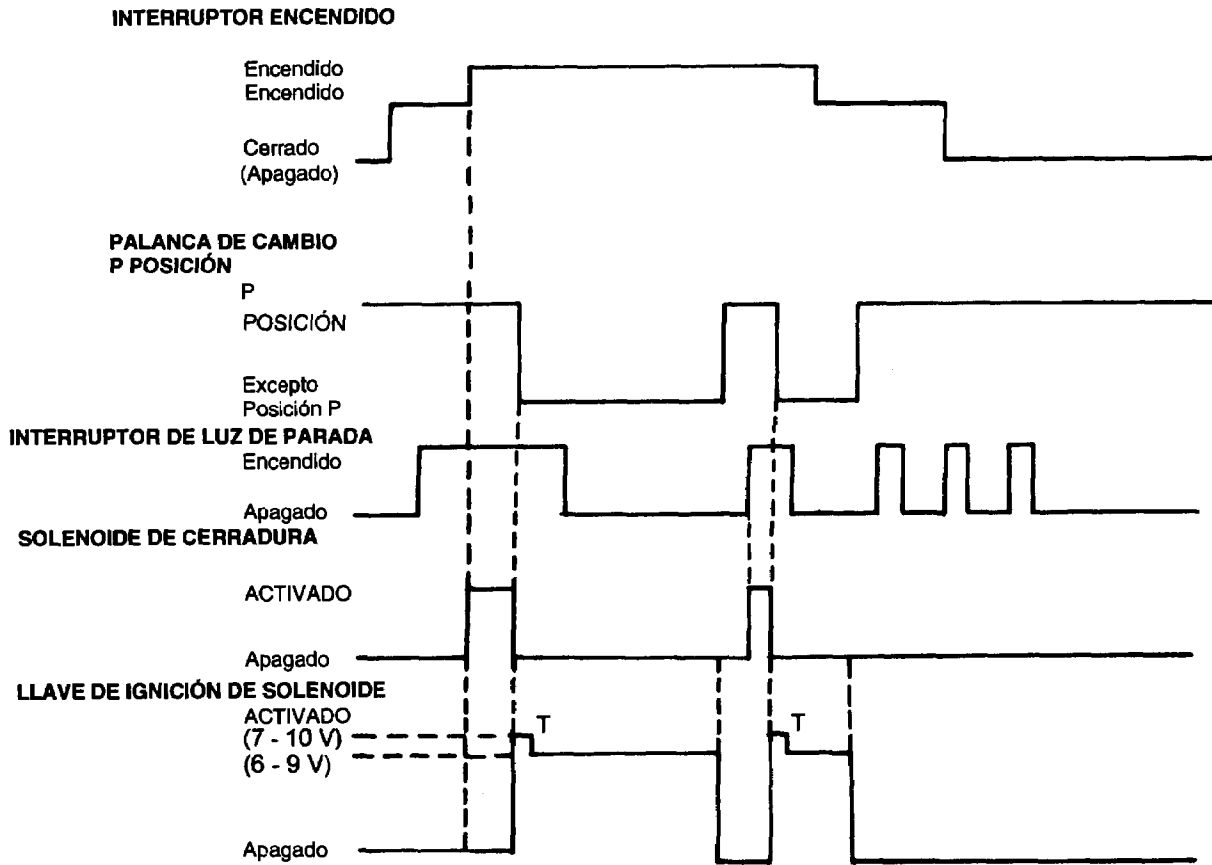 INTERRUPTOR ENCENDIDO
Encendido
Encendido
Cerrado
(Apagado)
PALANCA DE CAMBIO
P POSICIÓN
P
POSICIÓN
Excepto
Posición P
INTERRUPTOR DE LUZ DE PARADA
Encendido
Apagado
SOLENOIDE DE CERRADURA
ACTIVADO
Apagado
LLAVE DE IGNICIÓN DE SOLENOIDE
ACTIVADO
(7 - 10 V)
T
T
(6 - 9 V)
Apagado